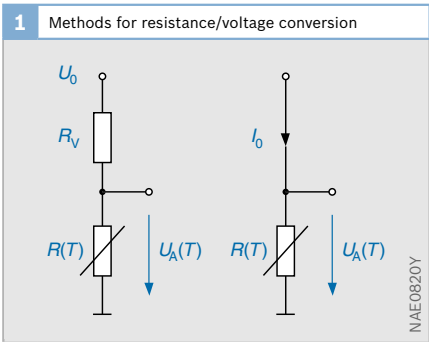 1 Methods for resistance/voltage conversion
U0
RV
R(T)
UA(T)
I0
R(T)
UA(T)
NAE0820Y